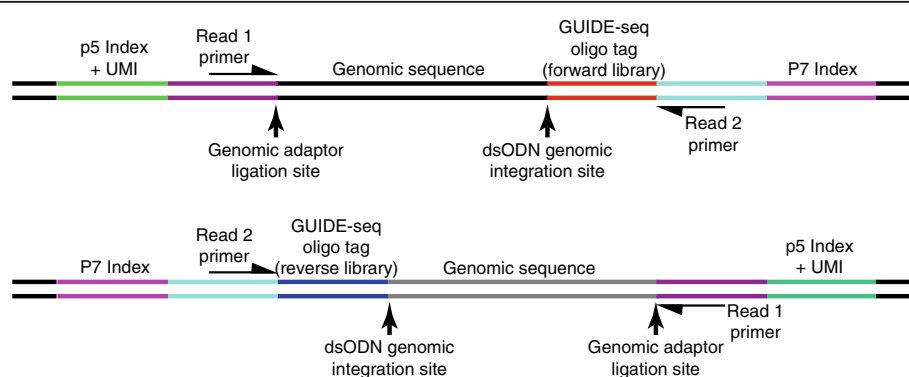 p5 Index
+ UMI
Read 1
primer
Genomic sequence
GUIDE-seq
oligo tag
(forward library)
P7 Index
Genomic adaptor
ligation site
dsODN genomic
integration site
Read 2
primer
P7 Index
Read 2
primer
GUIDE-seq
oligo tag
(reverse library)
Genomic sequence
p5 Index
+ UMI
dsODN genomic
integration site
Genomic adaptor
ligation site
Read 1
primer